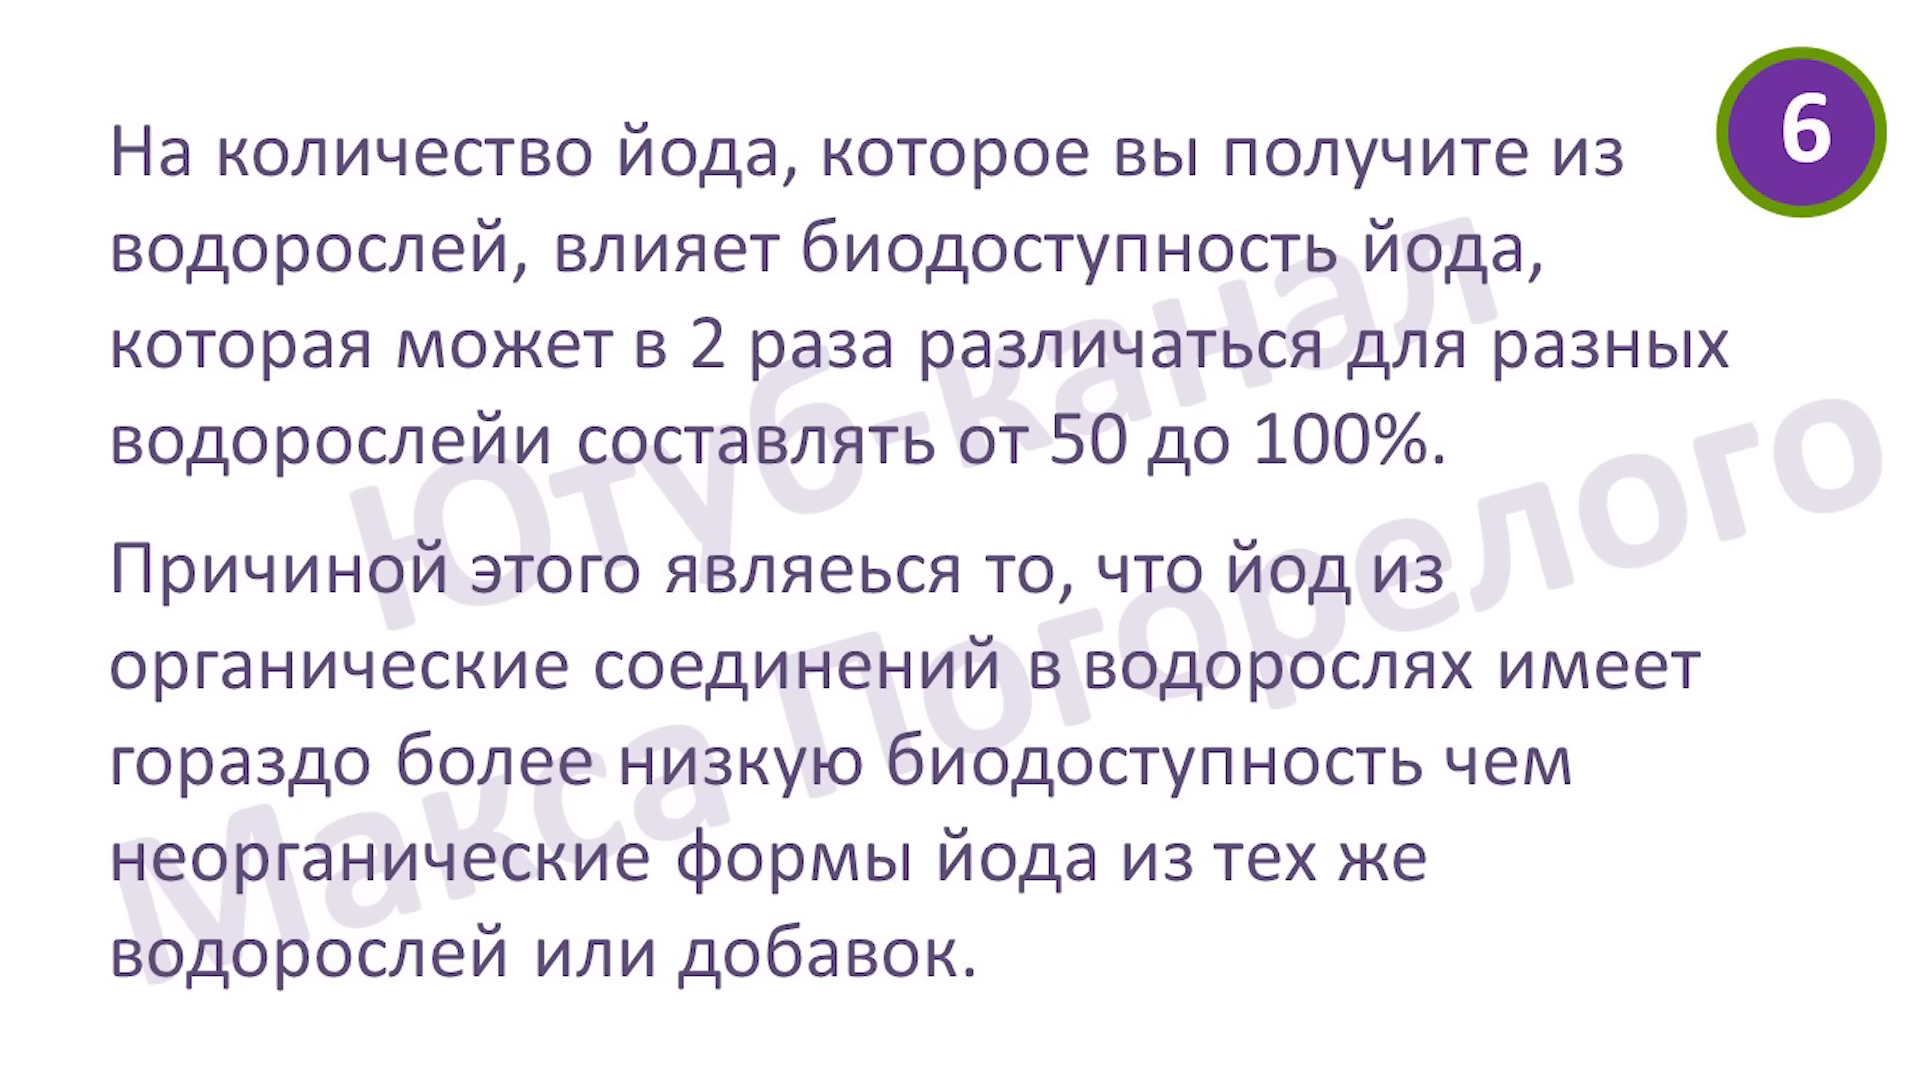 6
На количество йода, которое вы получите из
водорослей, влияет биодоступность йода,
которая может в 2 раза различаться для разных
водорослейи составлять от 50 до 100%.
Причиной этого являеься то, что йод из
органические соединений в водорослях имеет
гораздо более низкую биодоступность чем
неорганические формы йода из тех же
водорослей или добавок.
Ютуб-канал
Макса Погорелого